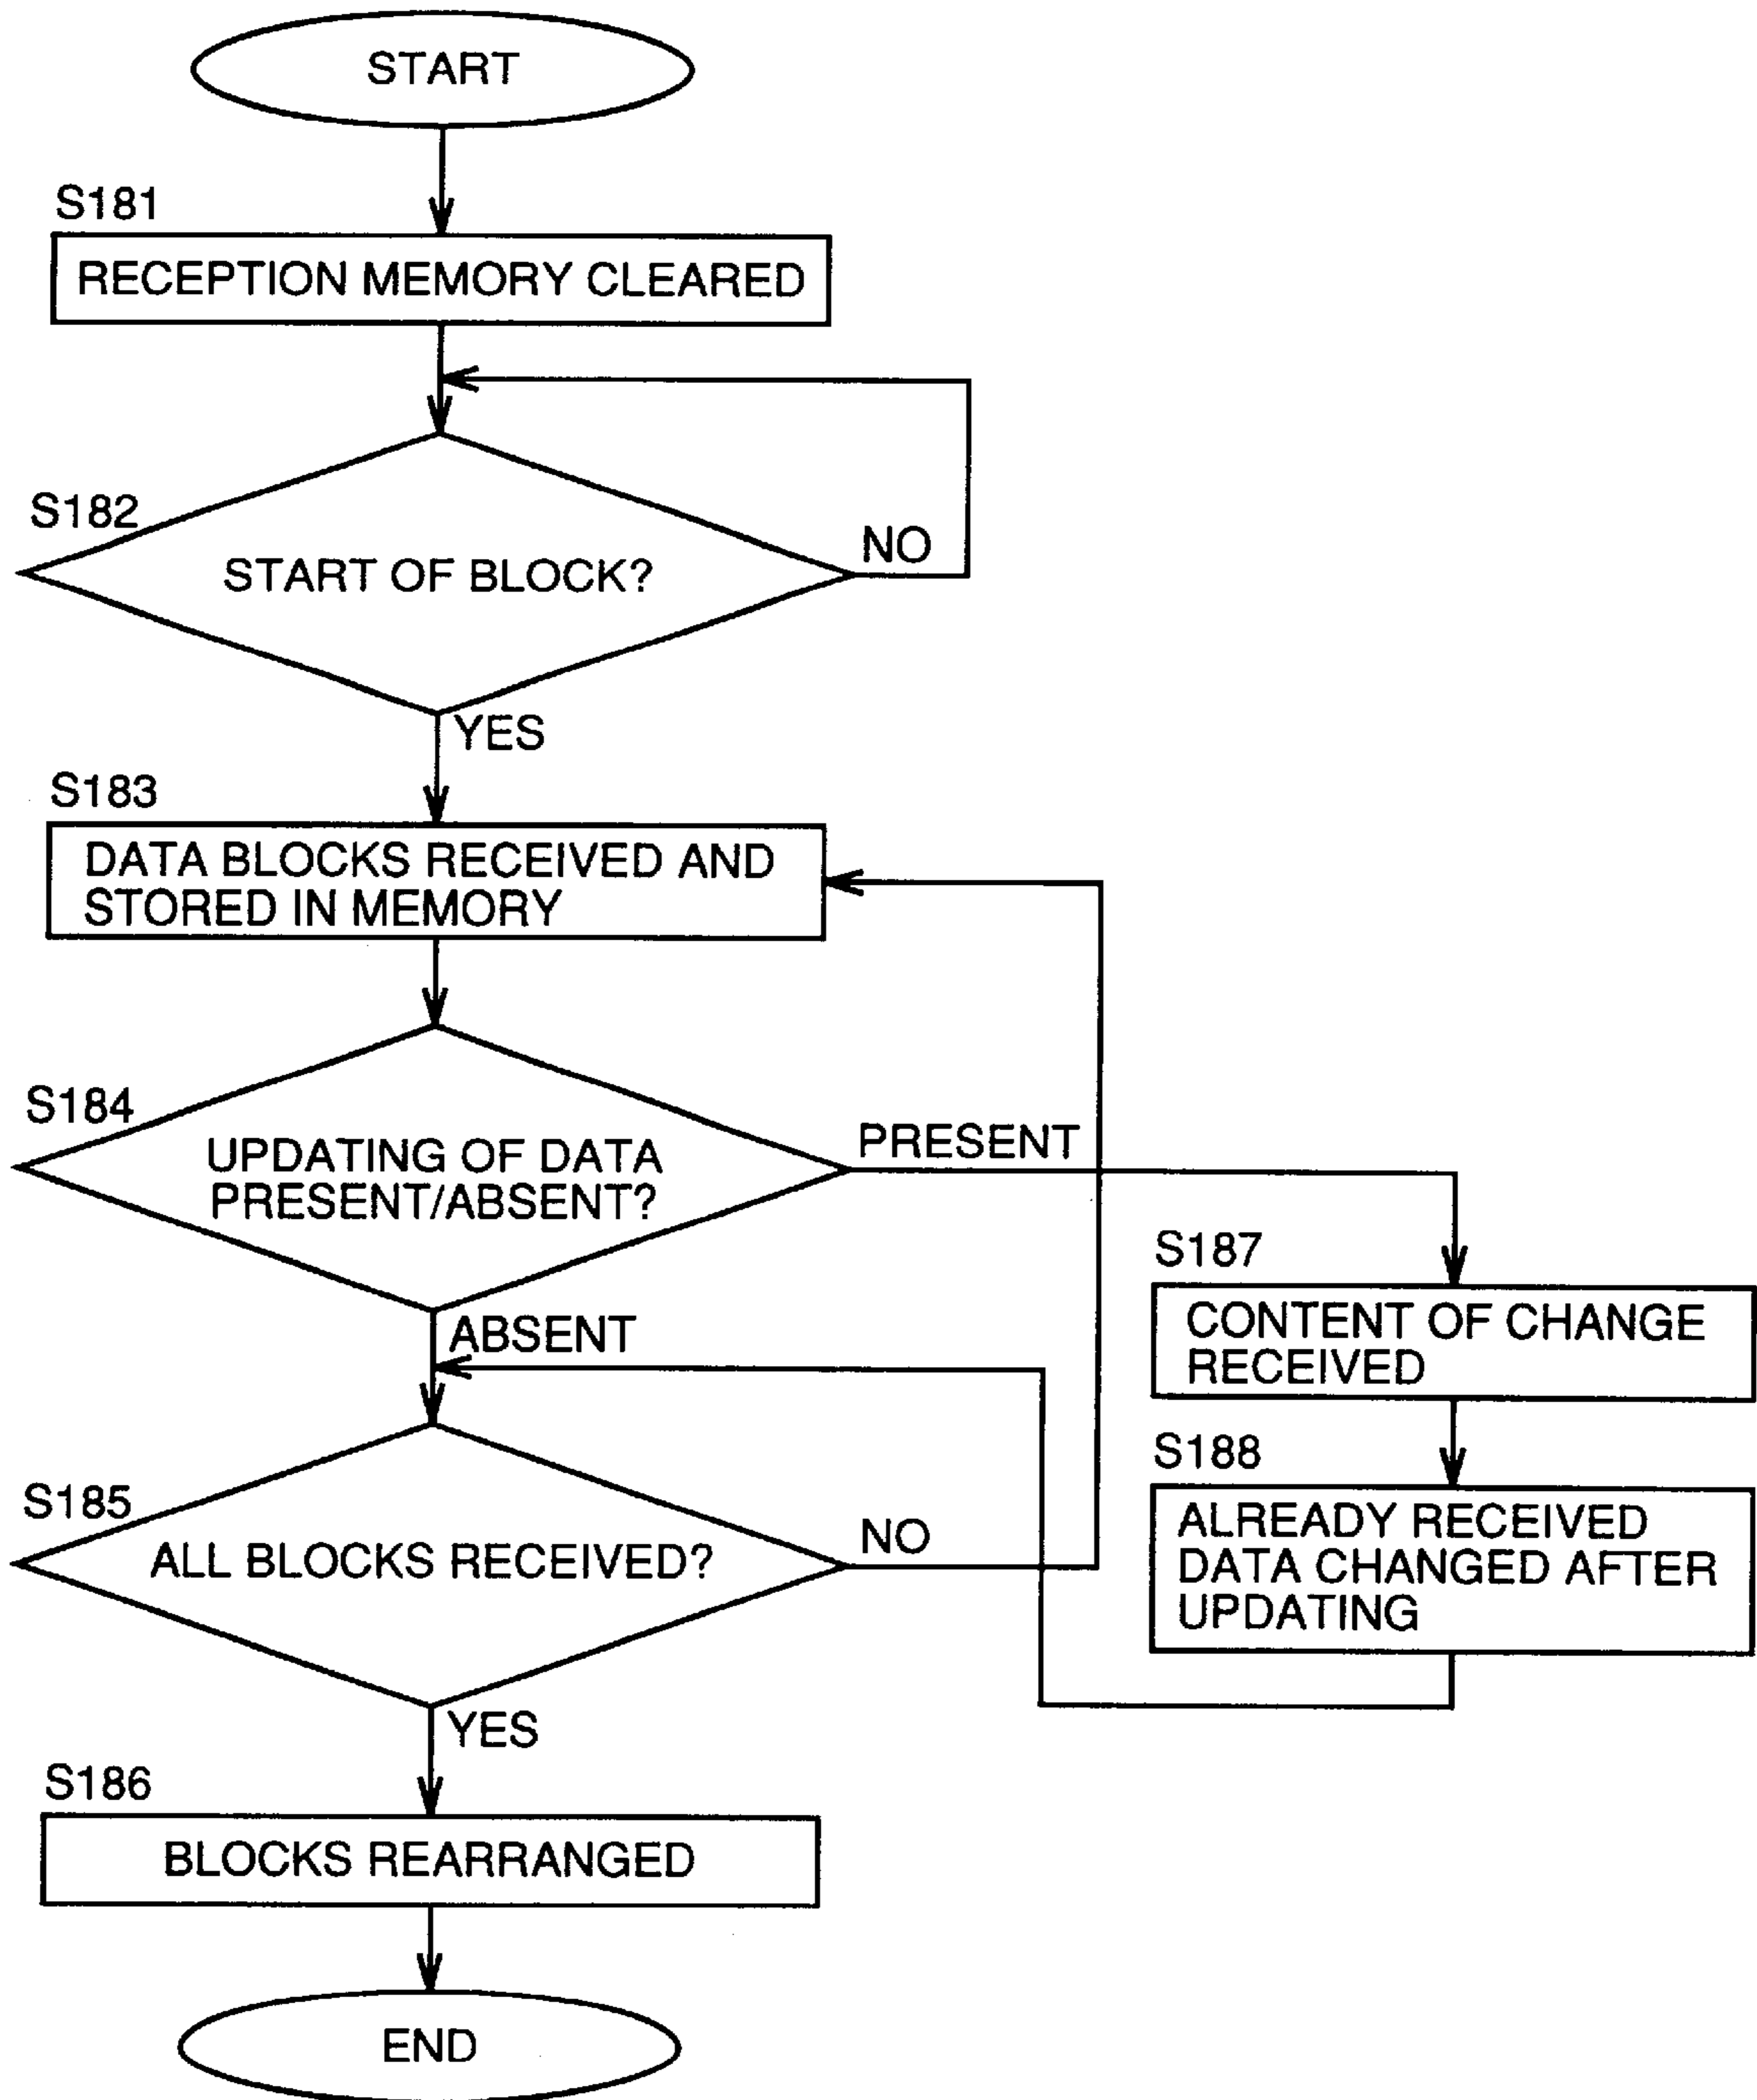 START
S181
RECEPTION MEMORY CLEARED
S182
START OF BLOCK?
NO
YES
S183
DATA BLOCKS RECEIVED AND
STORED IN MEMORY
S184
UPDATING OF DATA
PRESENT/ABSENT?
PRESENT
ABSENT
S187
CONTENT OF CHANGE
RECEIVED
S188
ALREADY RECEIVED
DATA CHANGED AFTER
UPDATING
S185
ALL BLOCKS RECEIVED?
NO
YES
S186
BLOCKS REARRANGED
END